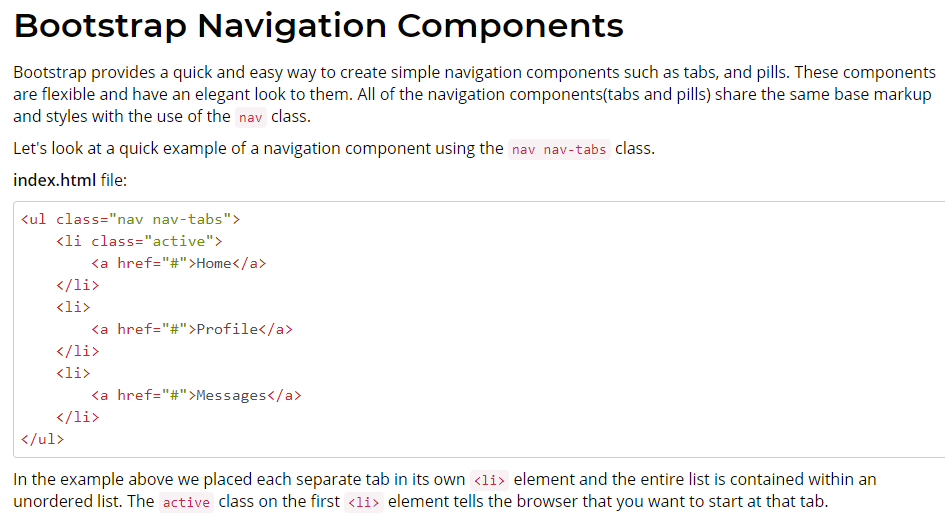 Bootstrap Navigation Components
Bootstrap provides a quick and easy way to create simple navigation components such as tabs, and pills. These components
are flexible and have an elegant look to them. All of the navigation components(tabs and pills) share the same base markup
and styles with the use of the nav class.
Let's look at a quick example of a navigation component using the nav nav-tabs class.
index.html file:
<ul class="nav nav-tabs">
    <li class="active">
        <a href="#">Home</a>
    </li>
    <li>
        <a href="#">Profile</a>
    </li>
    <li>
        <a href="#">Messages</a>
    </li>
</ul>
In the example above we placed each separate tab in its own <li> element and the entire list is contained within an
unordered list. The active class on the first <li> element tells the browser that you want to start at that tab.